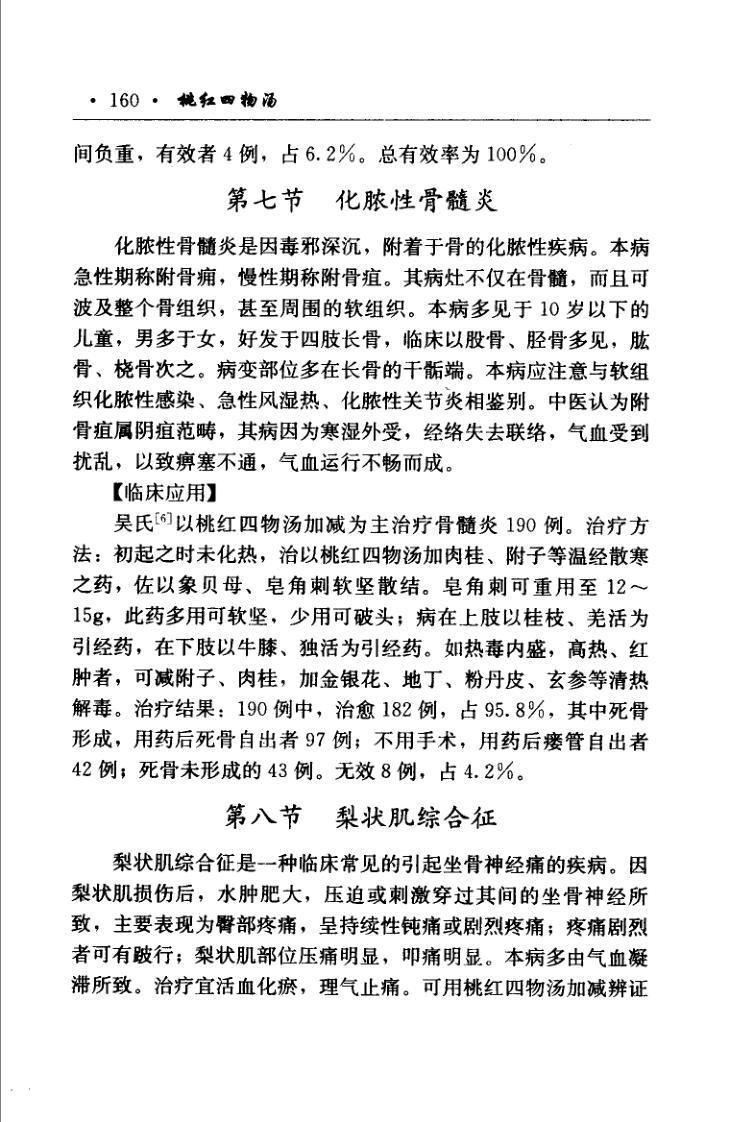 · 160 · 桃红四物汤
间负重，有效者4例，占6.2%。总有效率为100%。
第七节 化脓性骨髓炎
化脓性骨髓炎是因毒邪深沉，附着于骨的化脓性疾病。本病
急性期称附骨痈，慢性期称附骨疽。其病灶不仅在骨髓，而且可
波及整个骨组织，甚至周围的软组织。本病多见于10岁以下的
儿童，男多于女，好发于四肢长骨，临床以股骨、胫骨多见，肱
骨、桡骨次之。病变部位多在长骨的干骺端。本病应注意与软组
织化脓性感染、急性风湿热、化脓性关节炎相鉴别。中医认为附
骨疽属阴疽范畴，其病因为寒湿外受，经络失去联络，气血受到
扰乱，以致痹塞不通，气血运行不畅而成。
【临床应用】
吴氏[6]以桃红四物汤加减为主治疗骨髓炎190例。治疗方
法：初起之时未化热，治以桃红四物汤加肉桂、附子等温经散寒
之药，佐以象贝母、皂角刺软坚散结。皂角刺可重用至12～
15g，此药多用可软坚，少用可破头；病在上肢以桂枝、羌活为
引经药，在下肢以牛膝、独活为引经药。如热毒内盛，高热、红
肿者，可减附子、肉桂，加金银花、地丁、粉丹皮、玄参等清热
解毒。治疗结果：190例中，治愈182例，占95.8%，其中死骨
形成，用药后死骨自出者97例；不用手术，用药后瘘管自出者
42例；死骨未形成的43例。无效8例，占4.2%。
第八节 梨状肌综合征
梨状肌综合征是一种临床常见的引起坐骨神经痛的疾病。因
梨状肌损伤后，水肿肥大，压迫或刺激穿过其间的坐骨神经所
致，主要表现为臀部疼痛，呈持续性钝痛或剧烈疼痛；疼痛剧烈
者可有跛行；梨状肌部位压痛明显，叩痛明显。本病多由气血凝
滞所致。治疗宜活血化瘀，理气止痛。可用桃红四物汤加减辨证